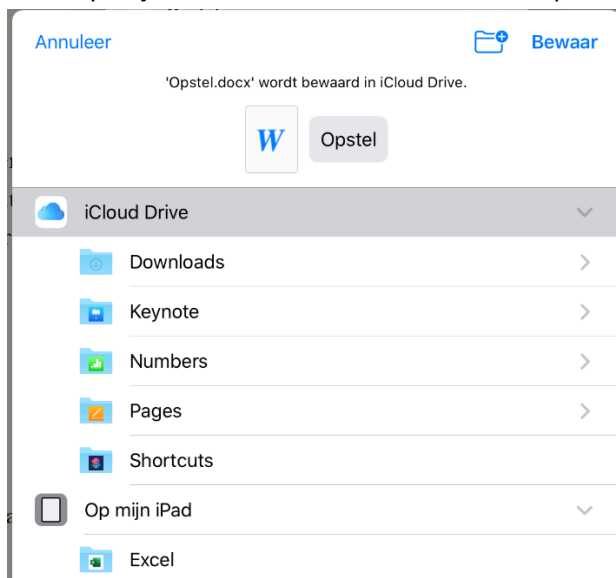 Annuleer
Bewaar
'Opstel.docx' wordt bewaard in iCloud Drive.
W
Opstel
iCloud Drive
Downloads
Keynote
Numbers
Pages
Shortcuts
Op mijn iPad
Excel